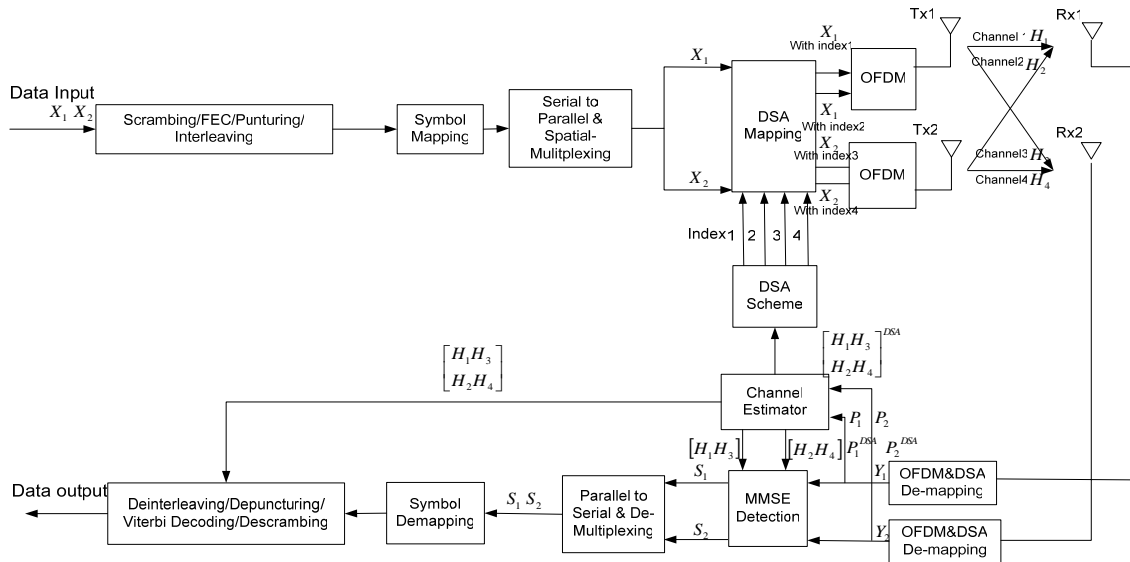 Data Input
X1 X2
Scrambing/FEC/Punturing/
Interleaving
Symbol
Mapping
Serial to
Parallel &
Spatial-
Mulitplexing
X1
X2
DSA
Mapping
X1
With index1
X1
With index2
X2
With index3
X2
With index4
OFDM
OFDM
Tx1
Tx2
Channel 1 H1
Channel2 H2
Channel3 H
Channel4 H4
Rx1
Rx2
Index1 2 3 4
DSA
Scheme
[H1H3
H2H4]
[H1H3
H2H4]DSA
Channel
Estimator
P1 P2
P1DSA P2DSA
[H1H3]
[H2H4]
Data output
Deinterleaving/Depuncturing/
Viterbi Decoding/Descrambing
Symbol
Demapping
S1 S2
Parallel to
Serial & De-
Multiplexing
S1
S2
MMSE
Detection
Y1
Y2
OFDM&DSA
De-mapping
OFDM&DSA
De-mapping